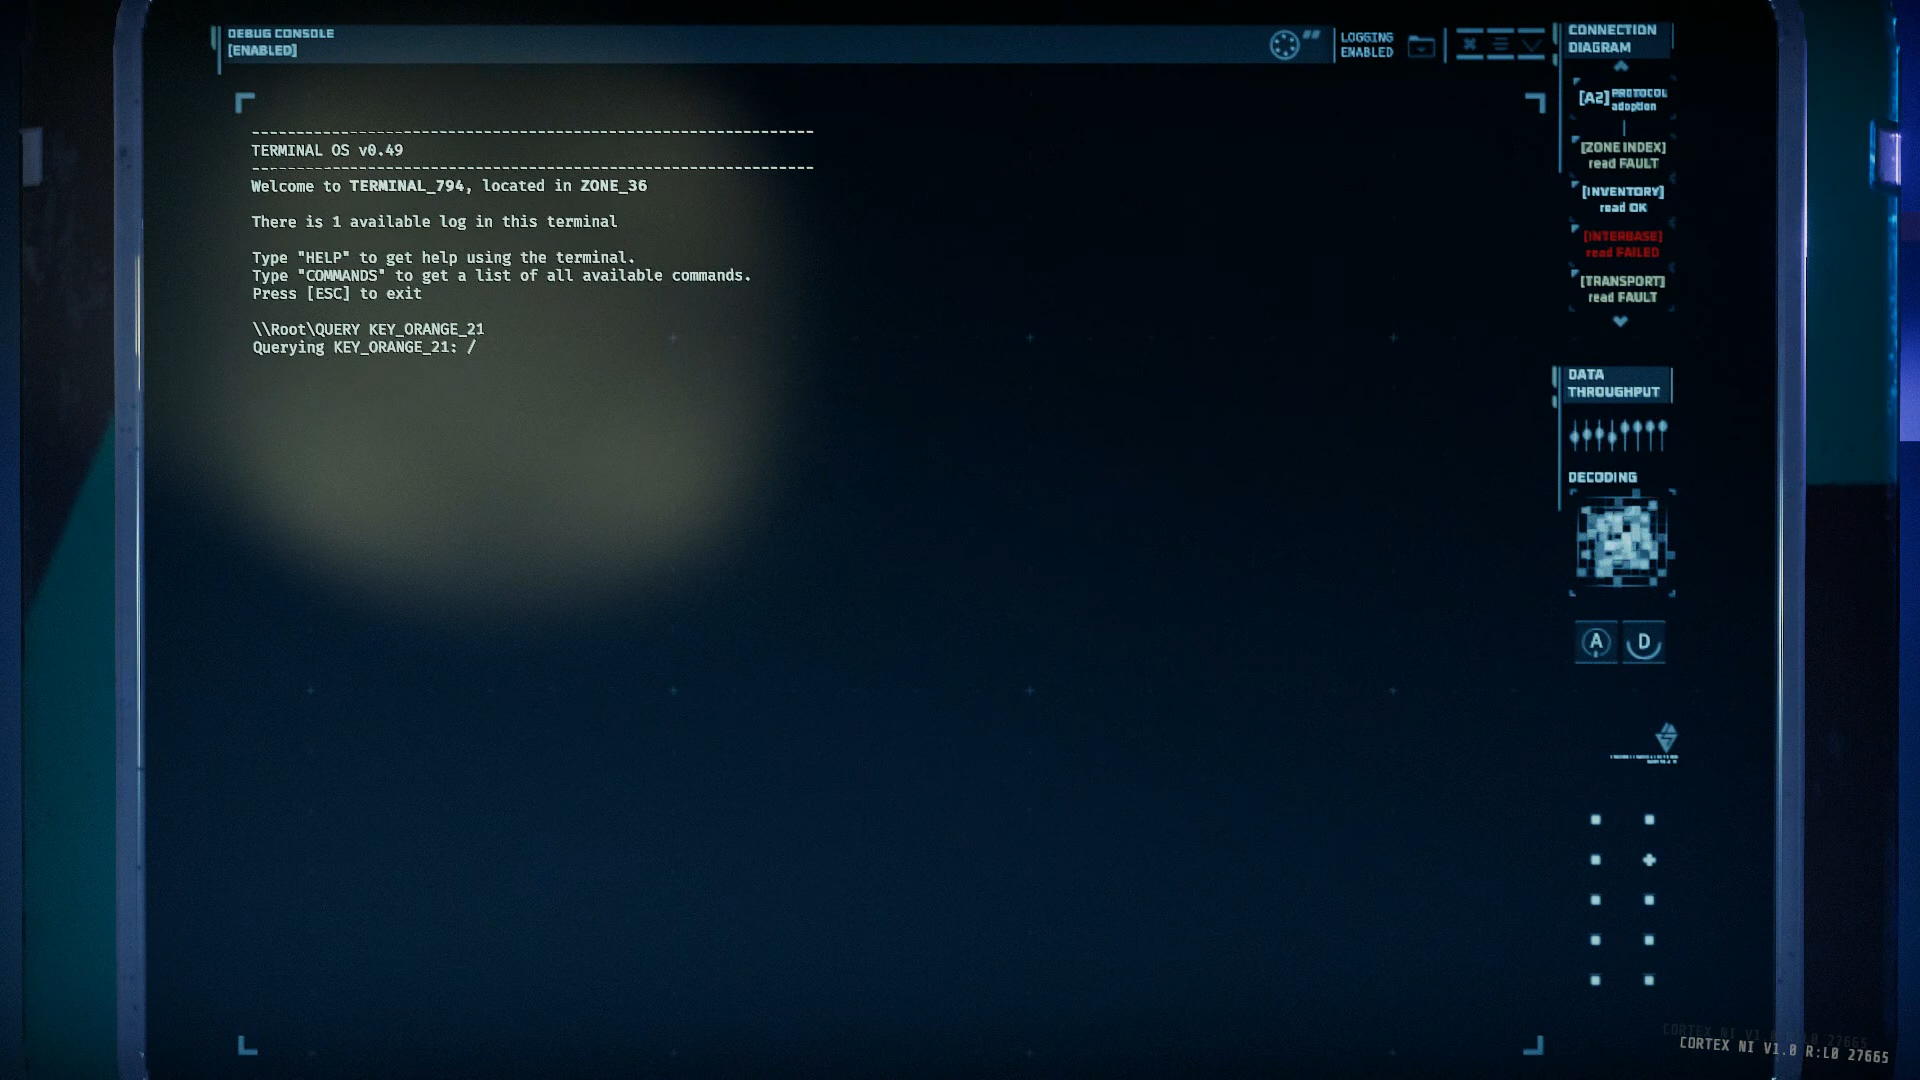 DEBUG CONSOLE
[ENABLED]
LOGGING
ENABLED
------------------------------------------------------------------
TERMINAL OS v0.49
------------------------------------------------------------------
Welcome to TERMINAL_794, located in ZONE_36
There is 1 available log in this terminal
Type "HELP" to get help using the terminal.
Type "COMMANDS" to get a list of all available commands.
Press [ESC] to exit
\\Root\QUERY KEY_ORANGE_21
Querying KEY_ORANGE_21: /
CONNECTION
DIAGRAM
[A2] PROTOCOL
adoption
[ZONE INDEX]
read FAULT
[INVENTORY]
read OK
[INTERBASE]
read FAILED
[TRANSPORT]
read FAULT
DATA
THROUGHPUT
DECODING
A D
CORTEX NI V1.0 R:L0 27665